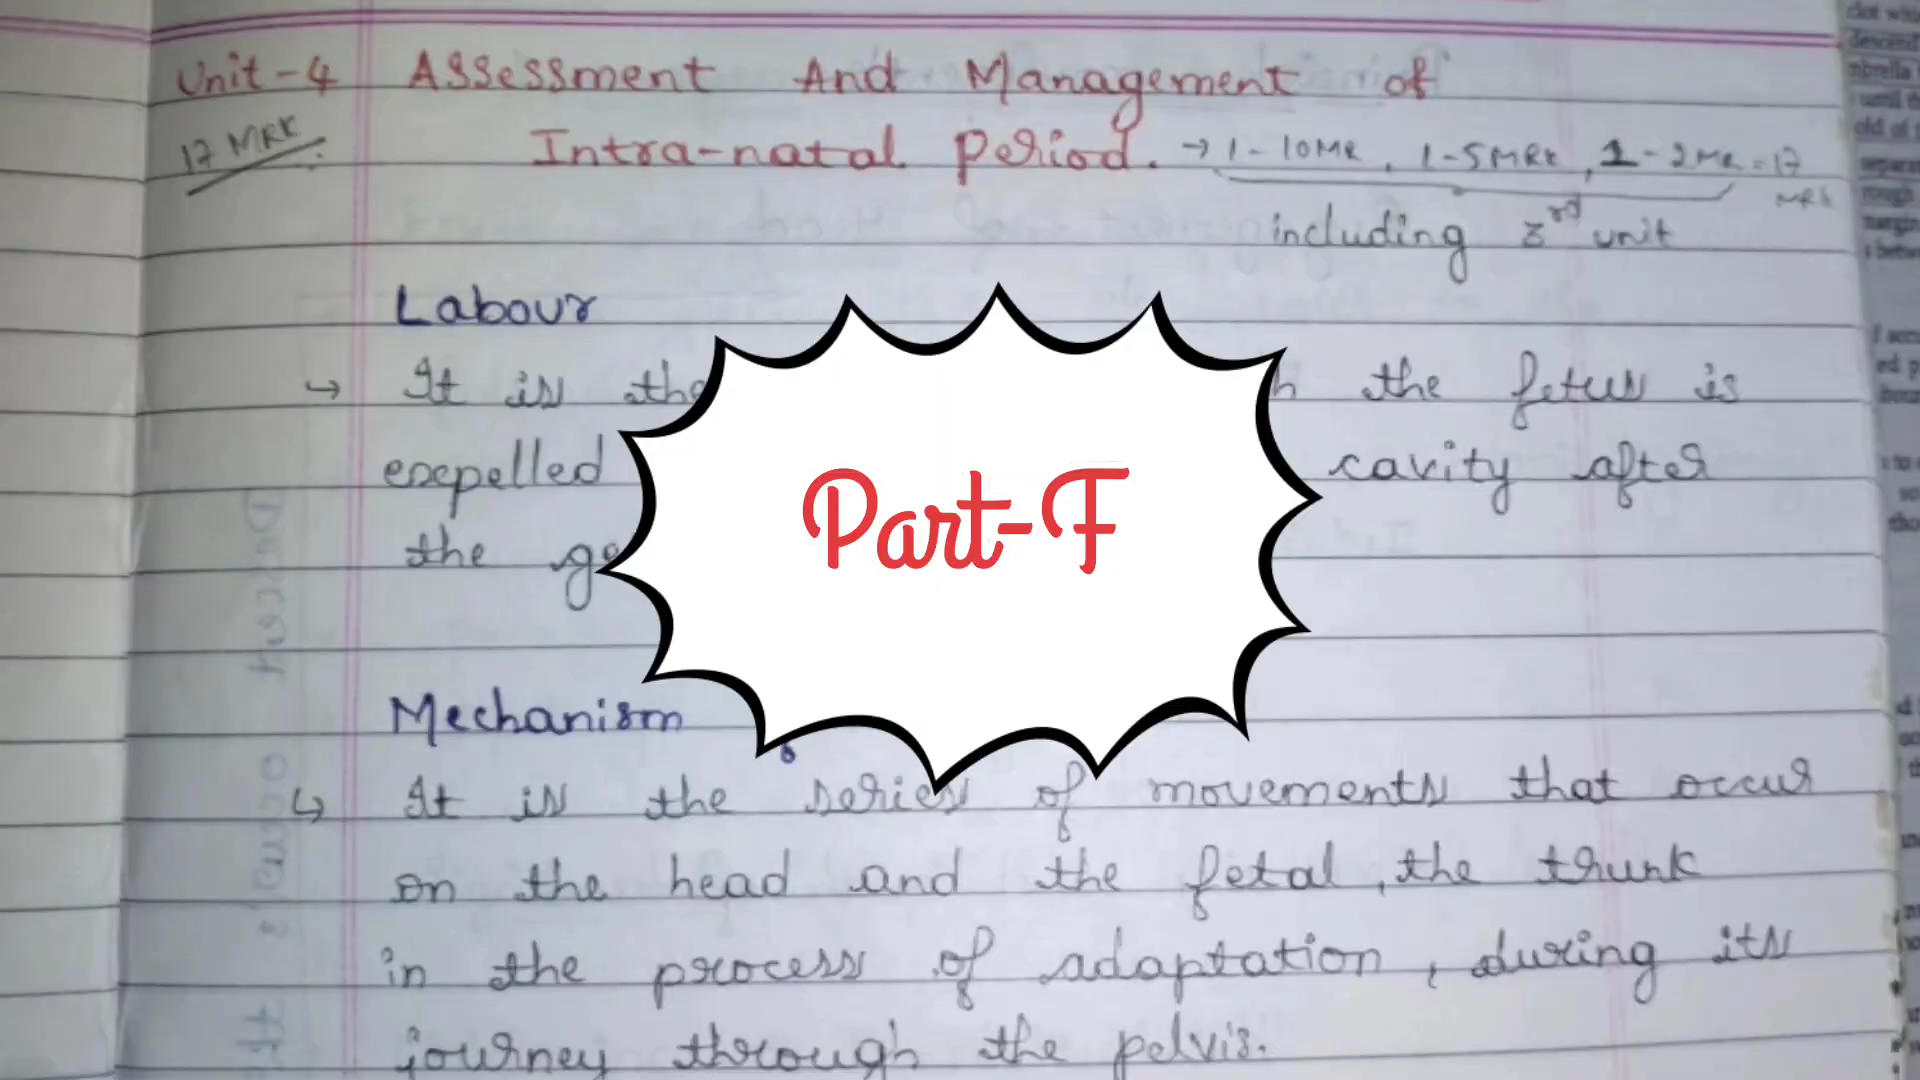 Unit-4 Assessment And Management of
17 MRK
Intra-natal Period. → 1-10MR, 1-5MRK, 1-2MR=17
MRK
including 3rd unit
Labour
↳ It is the the fetus is
expelled cavity after
the
Part-F
Mechanism
↳ It is the series of movements that occur
on the head and the fetal, the trunk
in the process of adaptation, during its
journey through the pelvis.